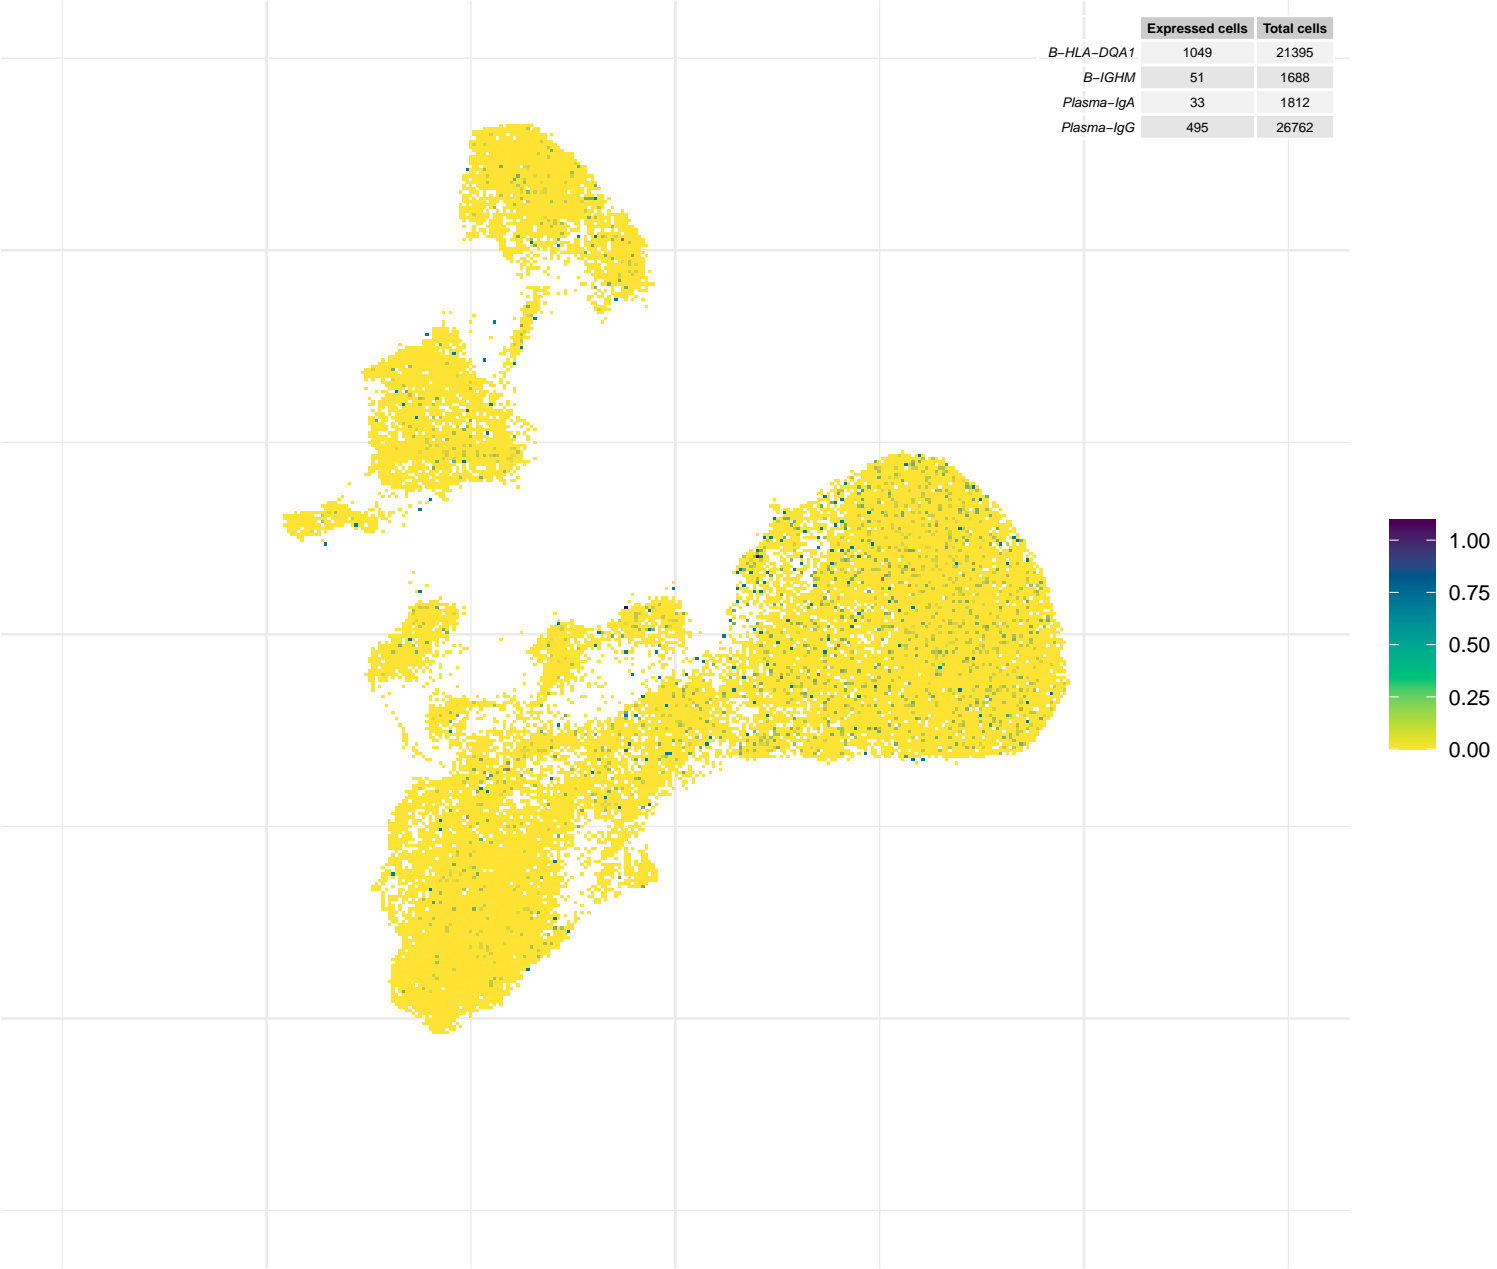 Expressed cells Total cells
B−HLA−DQA1 1049 21395
B−IGHM 51 1688
Plasma−IgA 33 1812
Plasma−IgG 495 26762
1.00
0.75
0.50
0.25
0.00